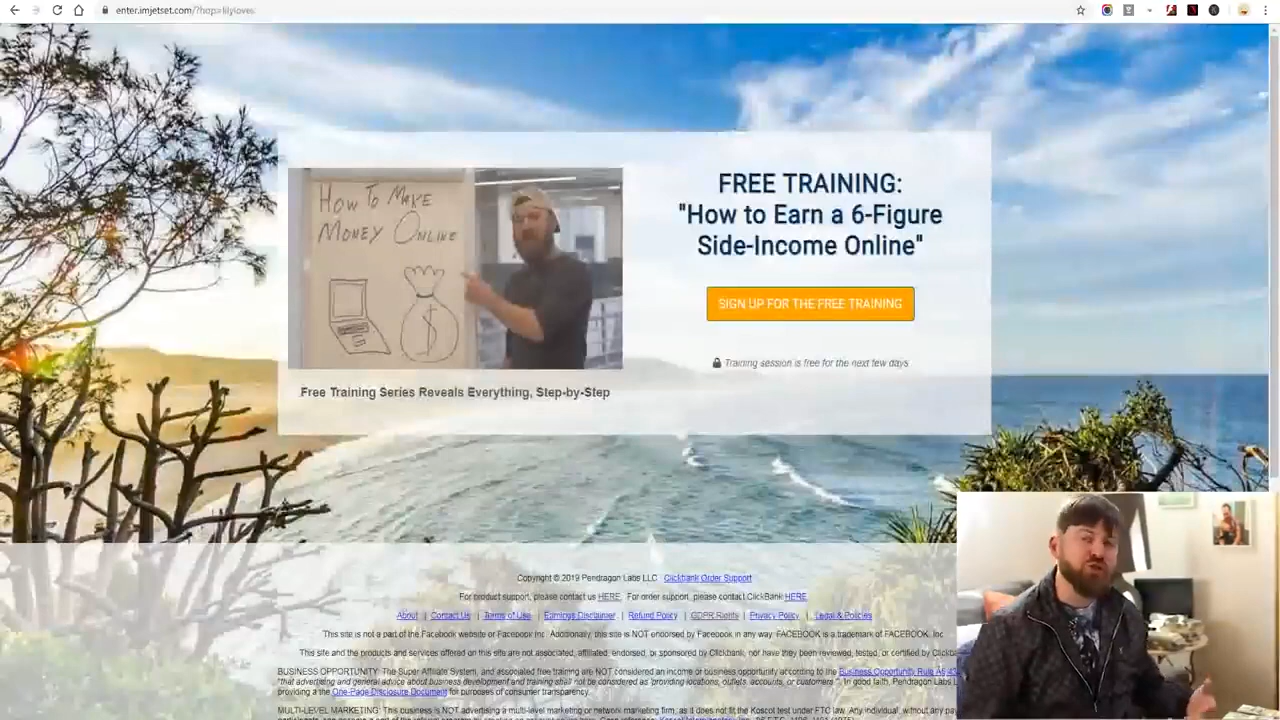 enter.imjetset.com/?hop=lilyloves
HOW TO MAKE
MONEY ONLINE
$
FREE TRAINING:
"How to Earn a 6-Figure
Side-Income Online"
SIGN UP FOR THE FREE TRAINING
Training session is free for the next few days
Free Training Series Reveals Everything, Step-by-Step
Copyright © 2019 Pendragon Labs LLC Clickbank Order Support
For product support, please contact us HERE. For order support, please contact ClickBank HERE.
About | Contact Us | Terms of Use | Earnings Disclaimer | Refund Policy | GDPR Rights | Privacy Policy | Legal & Policies
This site is not a part of the Facebook website or Facebook Inc. Additionally, this site is NOT endorsed by Facebook in any way. FACEBOOK is a trademark of FACEBOOK, Inc.
This site and the products and services offered on this site are not associated, affiliated, endorsed, or sponsored by Clickbank, nor have they been reviewed, tested, or certified by Clickba
BUSINESS OPPORTUNITY: The Super Affiliate System, and associated free training are NOT considered an income or business opportunity according to the Business Opportunity Rule
"that advertising and general advice about business development and training shall not be considered as 'providing locations, outlets, accounts, or customers'". In good faith, Pendragon Labs L
providing a the One-Page Disclosure Document for purposes of consumer transparency.
MULTI-LEVEL MARKETING: This business is NOT advertising a multi-level marketing or network marketing firm, as it does not fit the Koscot test under FTC law. Any individual, without any pay